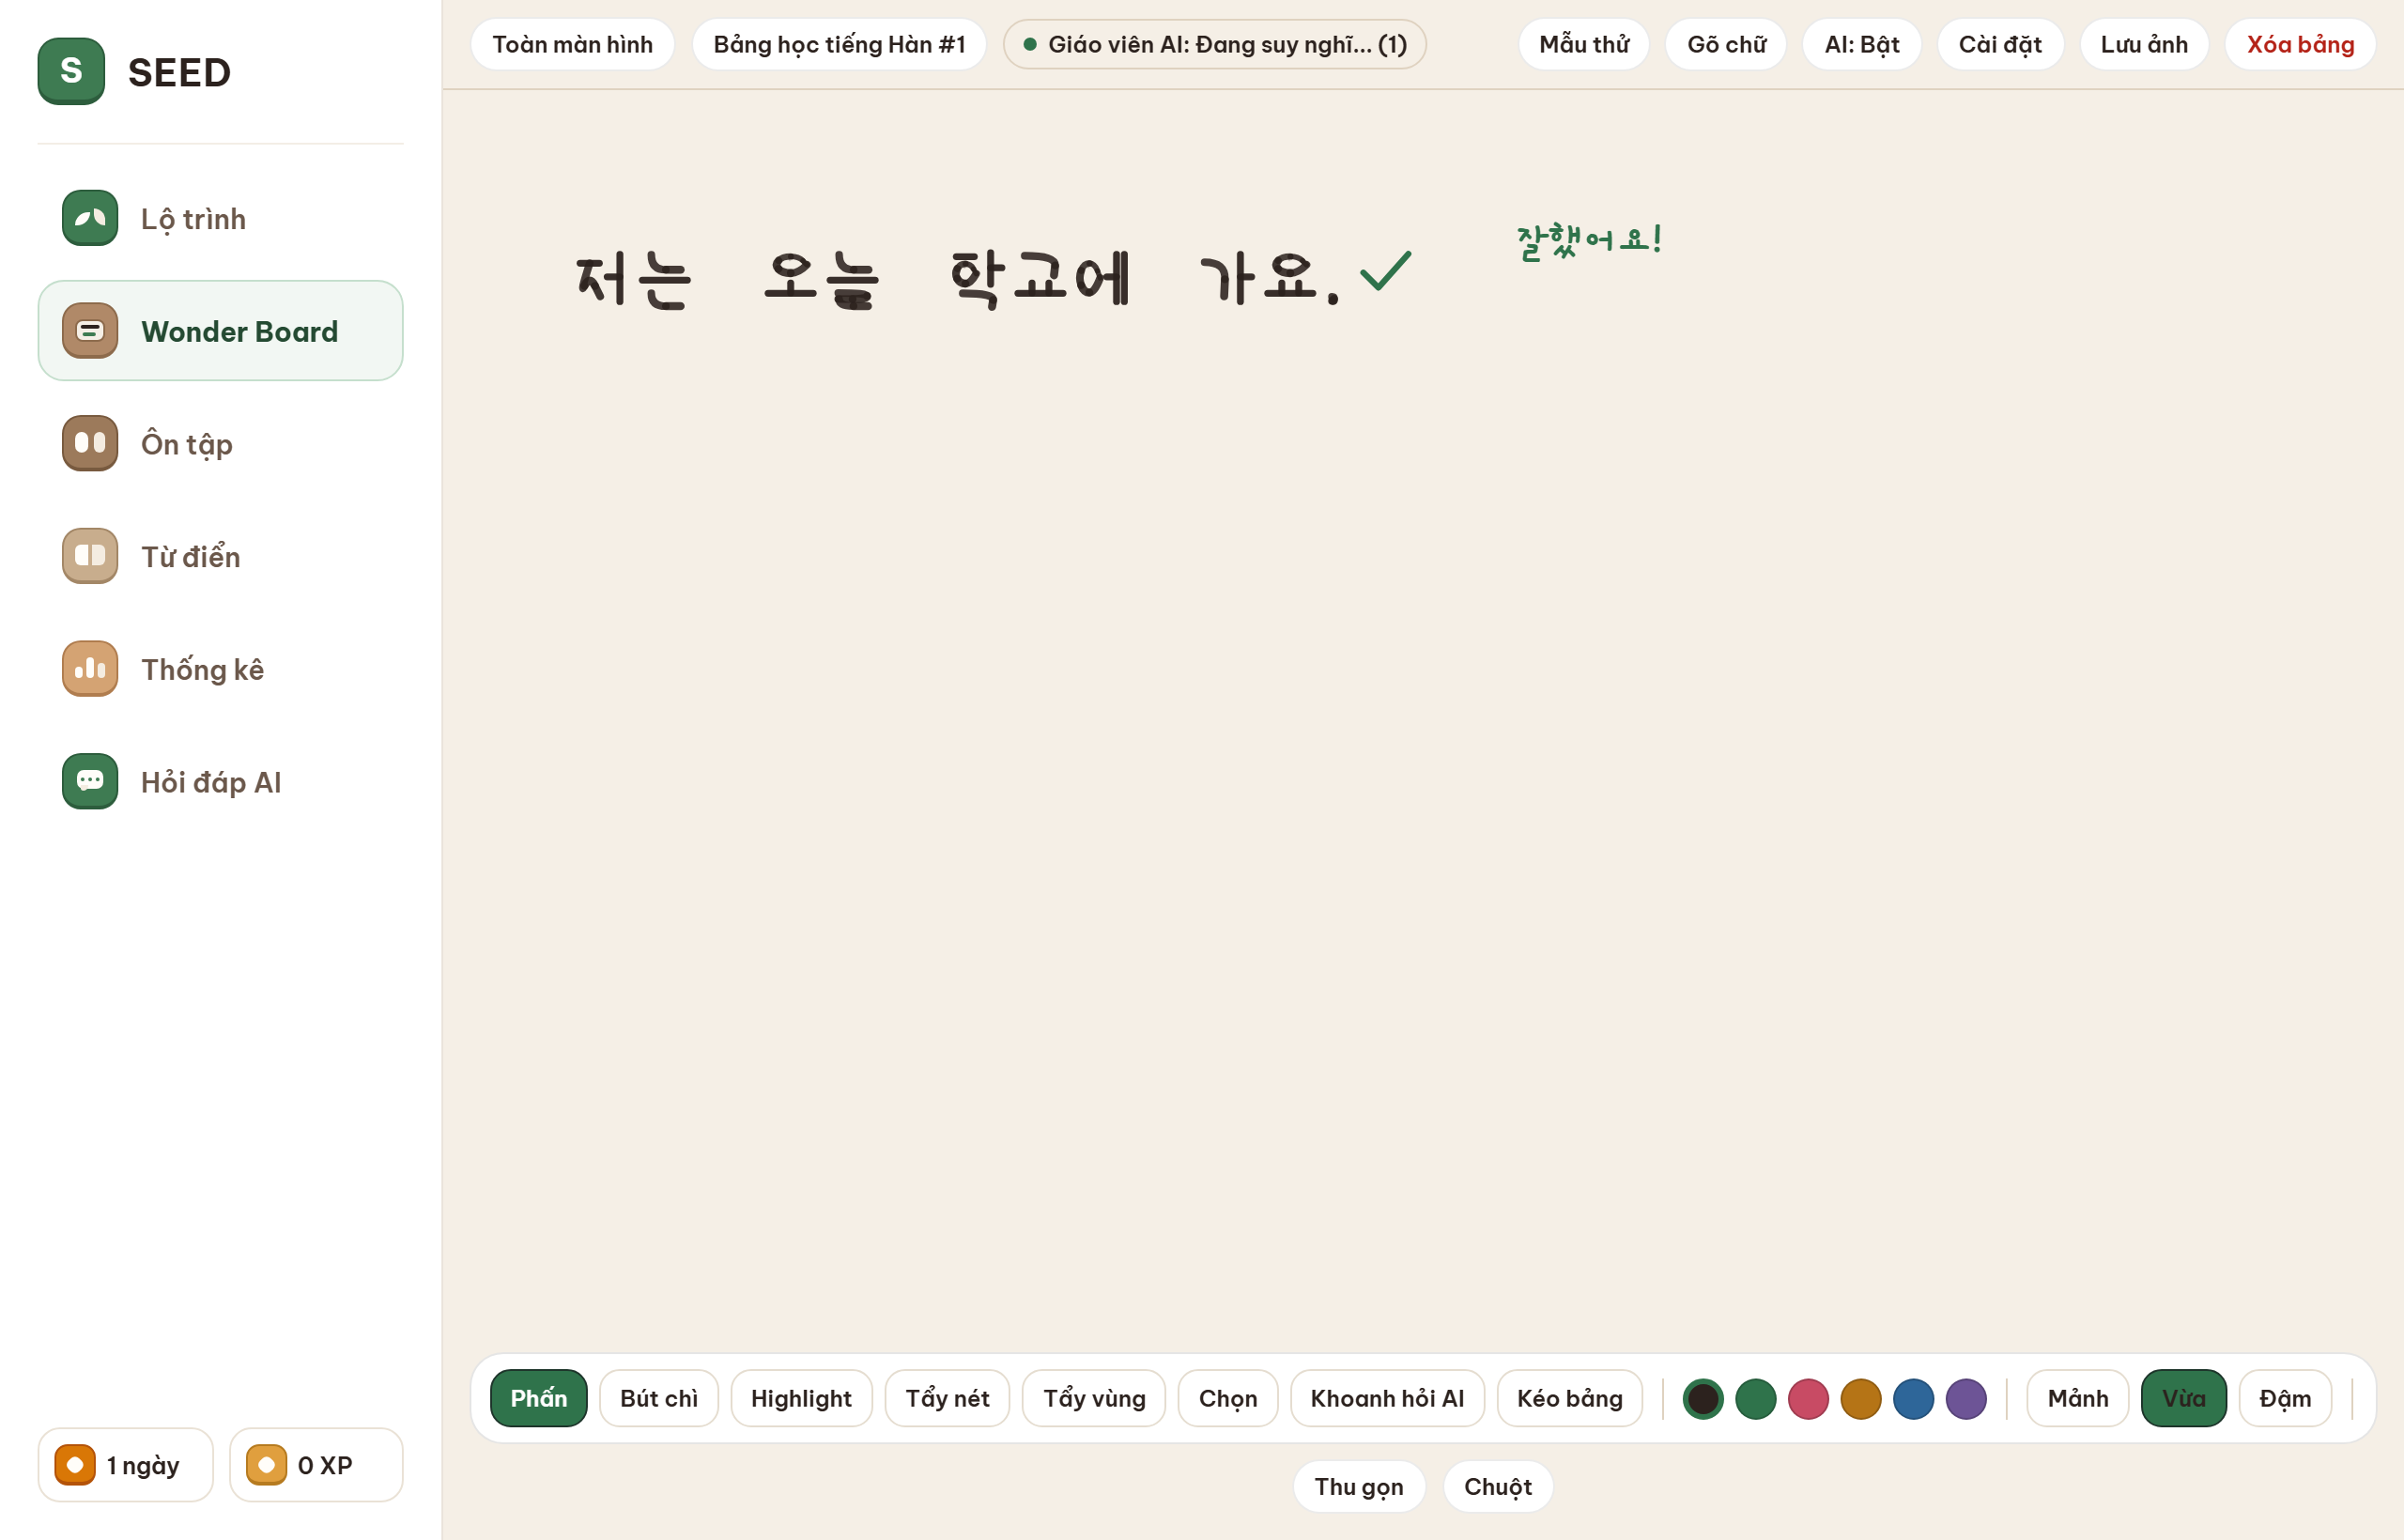 S SEED
Lộ trình
Wonder Board
Ôn tập
Từ điển
Thống kê
Hỏi đáp AI
1 ngày
0 XP
Toàn màn hình
Bảng học tiếng Hàn #1
Giáo viên AI: Đang suy nghĩ... (1)
Mẫu thử
Gõ chữ
AI: Bật
Cài đặt
Lưu ảnh
Xóa bảng
저는 오늘 학교에 가요.
잘했어요!
Phấn
Bút chì
Highlight
Tẩy nét
Tẩy vùng
Chọn
Khoanh hỏi AI
Kéo bảng
Mảnh
Vừa
Đậm
Thu gọn
Chuột